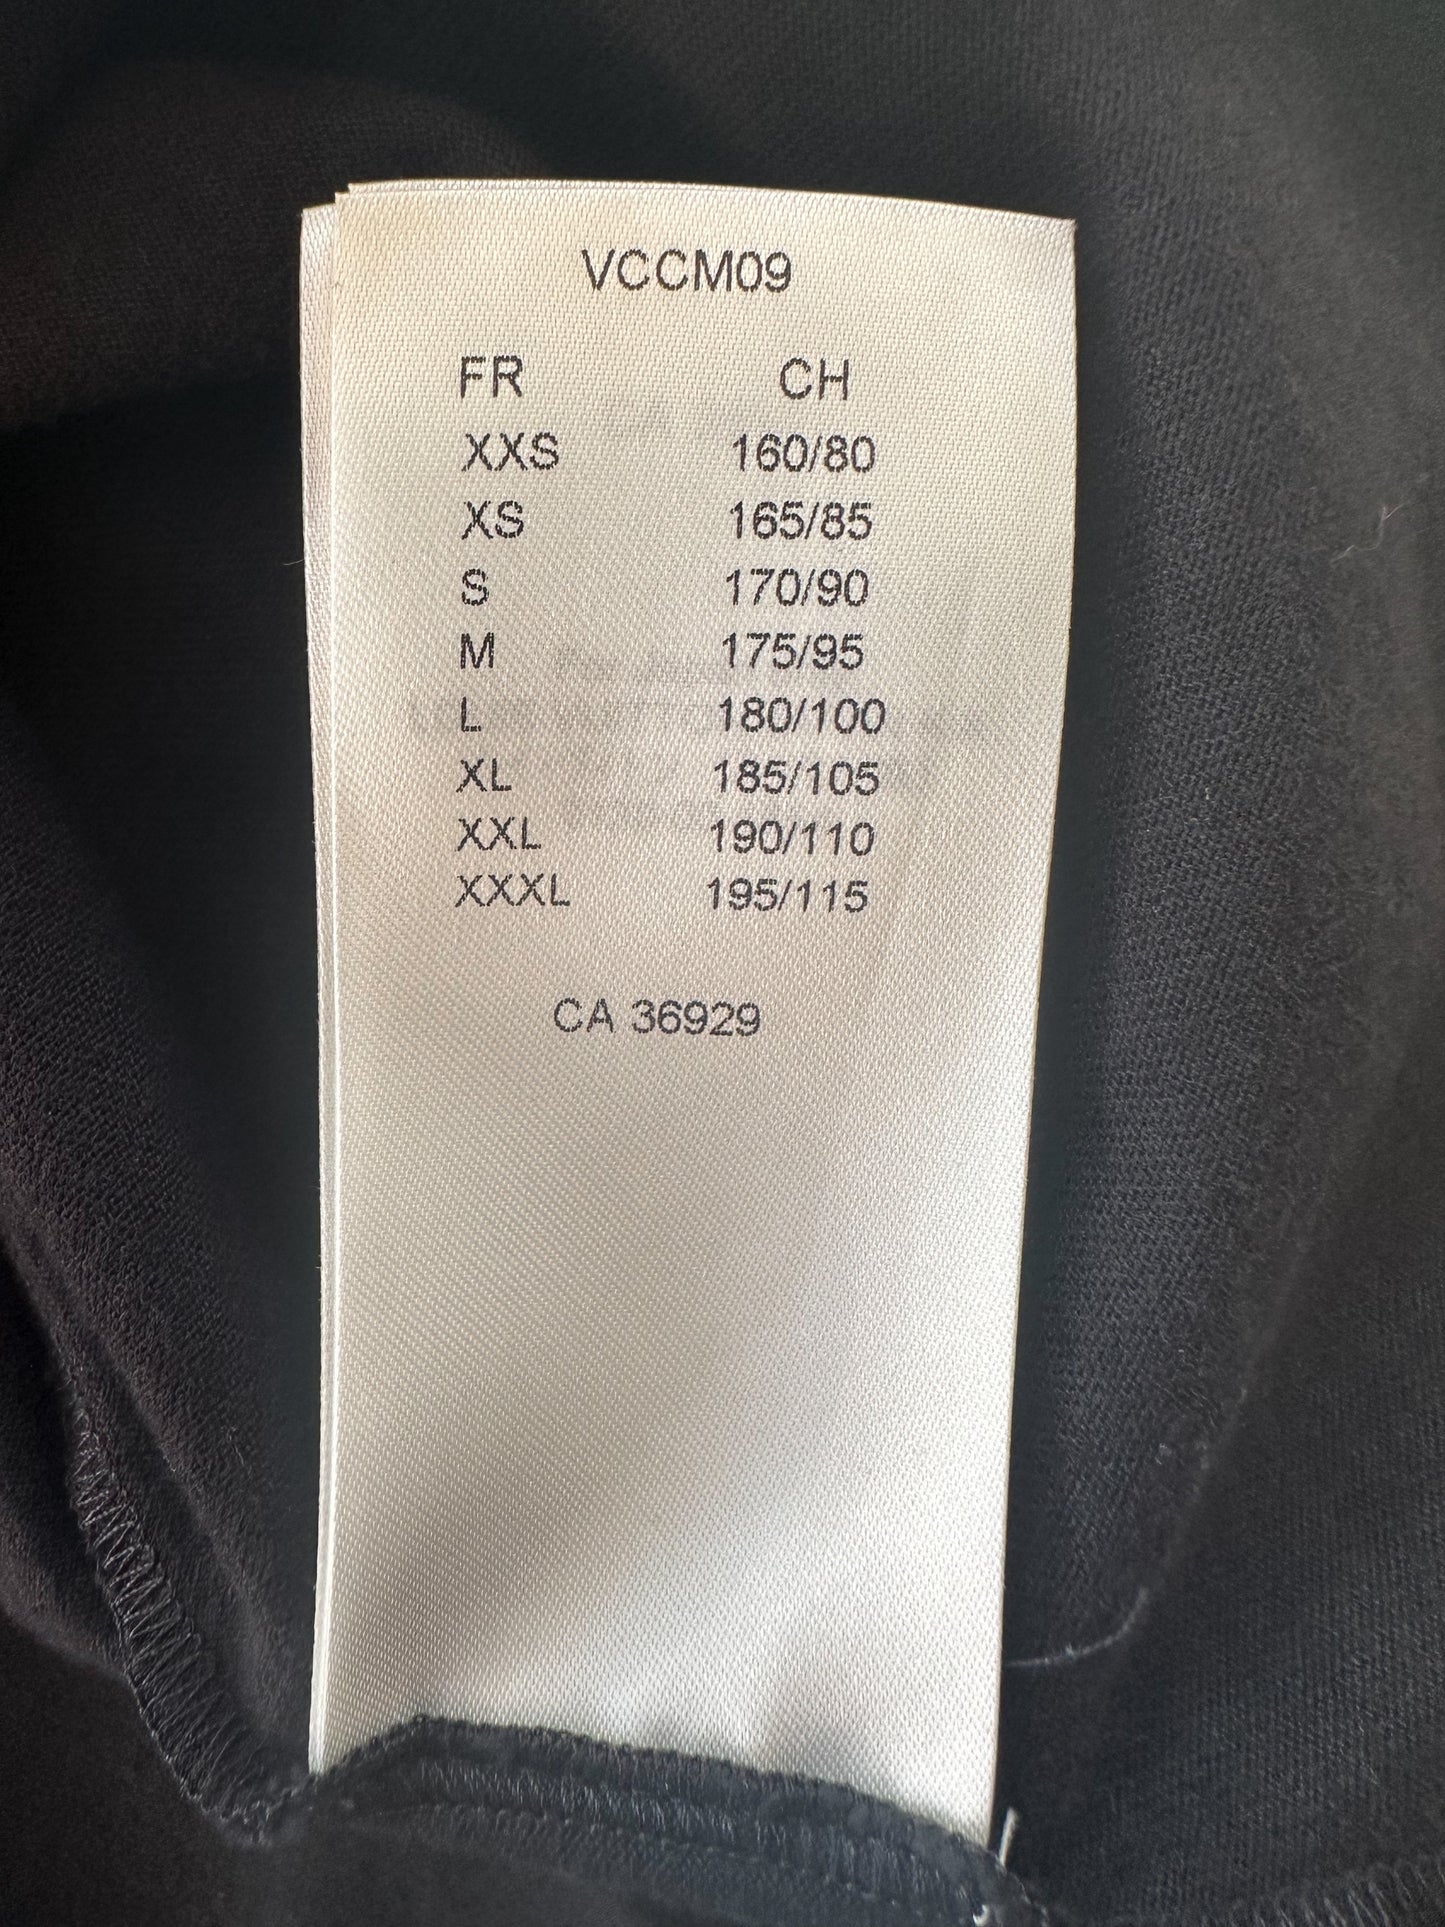 VCCM09
FR CH
XXS 160/80
XS 165/85
S 170/90
M 175/95
L 180/100
XL 185/105
XXL 190/110
XXXL 195/115
CA 36929